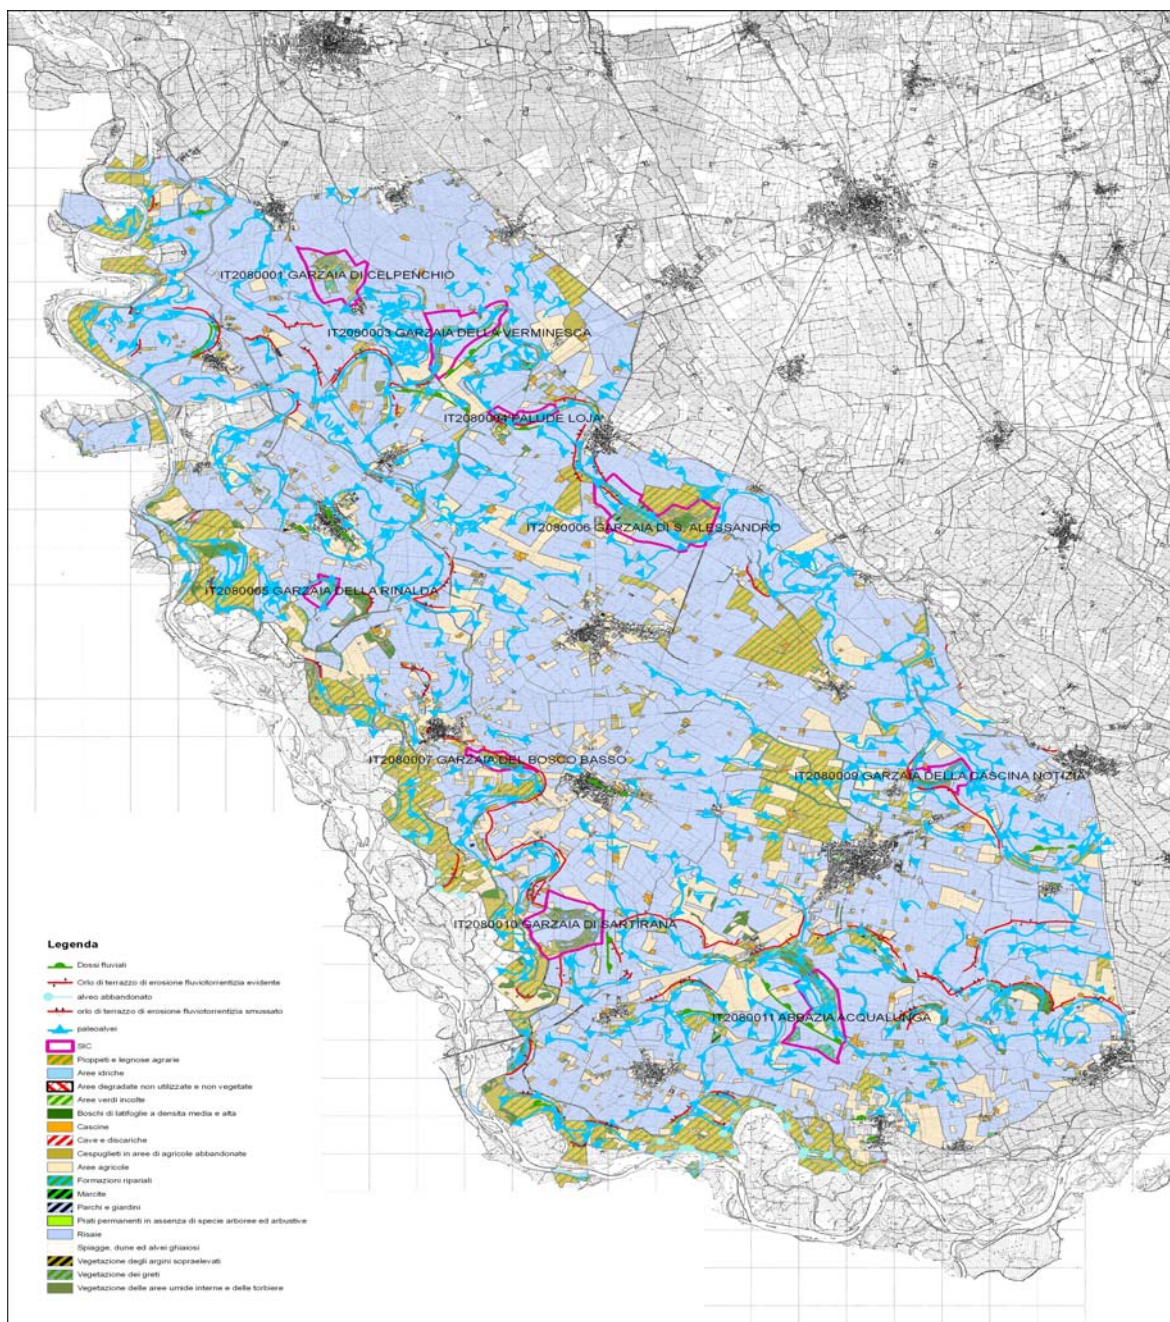 IT2080001 GARZAIA DI CELPENCHIO
IT2080003 GARZAIA DELLA VERMINESCA
IT2080004 PALUDE LOJA
IT2080006 GARZAIA DI S. ALESSANDRO
IT2080005 GARZAIA DELLA RINALDA
IT2080007 GARZAIA DEL BOSCO BASSO
IT2080009 GARZAIA DELLA CASCINA NOTIZIA
IT2080010 GARZAIA DI SARTIRANA
IT2080011 ABBAZIA ACQUALUNGA
Legenda
Dossi fluviali
Orlo di terrazzo di erosione fluviotorrentizia evidente
alveo abbandonato
orlo di terrazzo di erosione fluviotorrentizia smussato
paleoalvei
SIC
Pioppeti e legnose agrarie
Aree idriche
Aree degradate non utilizzate e non vegetate
Aree verdi incolte
Boschi di latifoglie a densita media e alta
Cascine
Cave e discariche
Cespuglieti in aree di agricole abbandonate
Aree agricole
Formazioni ripariali
Marcite
Parchi e giardini
Prati permanenti in assenza di specie arboree ed arbustive
Risaie
Spiagge, dune ed alvei ghiaiosi
Vegetazione degli argini sopraelevati
Vegetazione dei greti
Vegetazione delle aree umide interne e delle torbiere